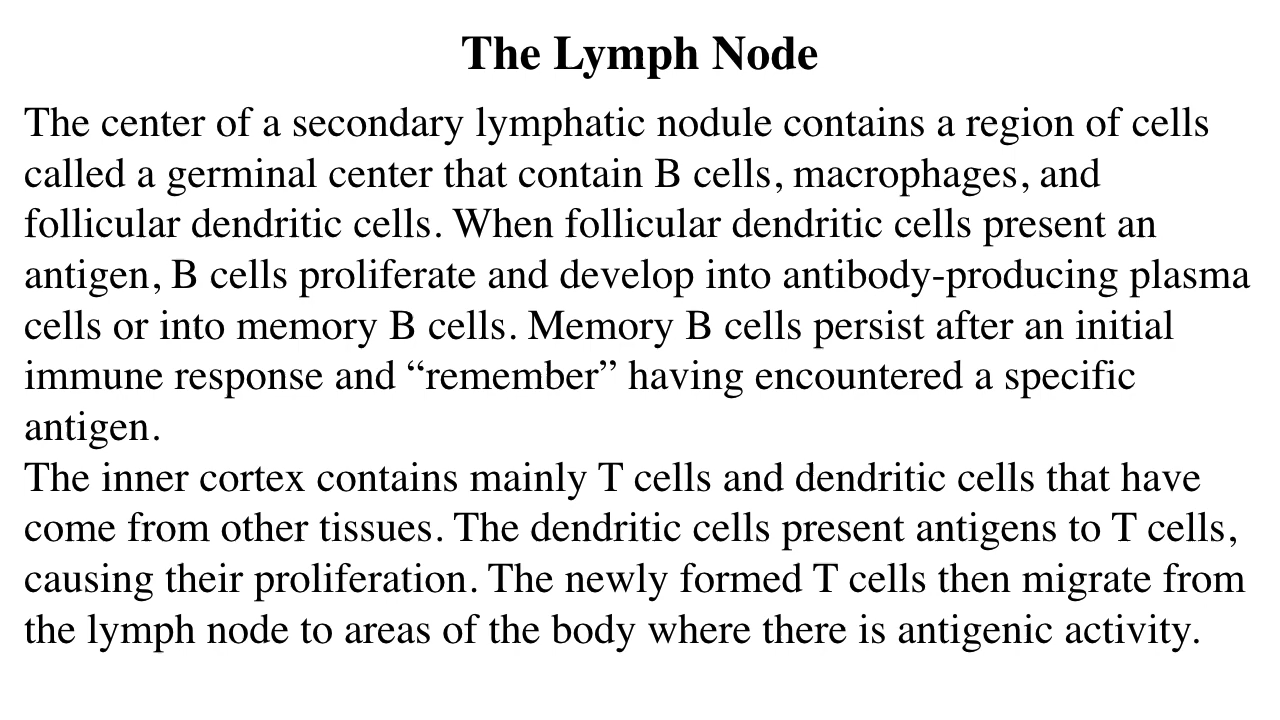 The Lymph Node
The center of a secondary lymphatic nodule contains a region of cells
called a germinal center that contain B cells, macrophages, and
follicular dendritic cells. When follicular dendritic cells present an
antigen, B cells proliferate and develop into antibody-producing plasma
cells or into memory B cells. Memory B cells persist after an initial
immune response and “remember” having encountered a specific
antigen.
The inner cortex contains mainly T cells and dendritic cells that have
come from other tissues. The dendritic cells present antigens to T cells,
causing their proliferation. The newly formed T cells then migrate from
the lymph node to areas of the body where there is antigenic activity.